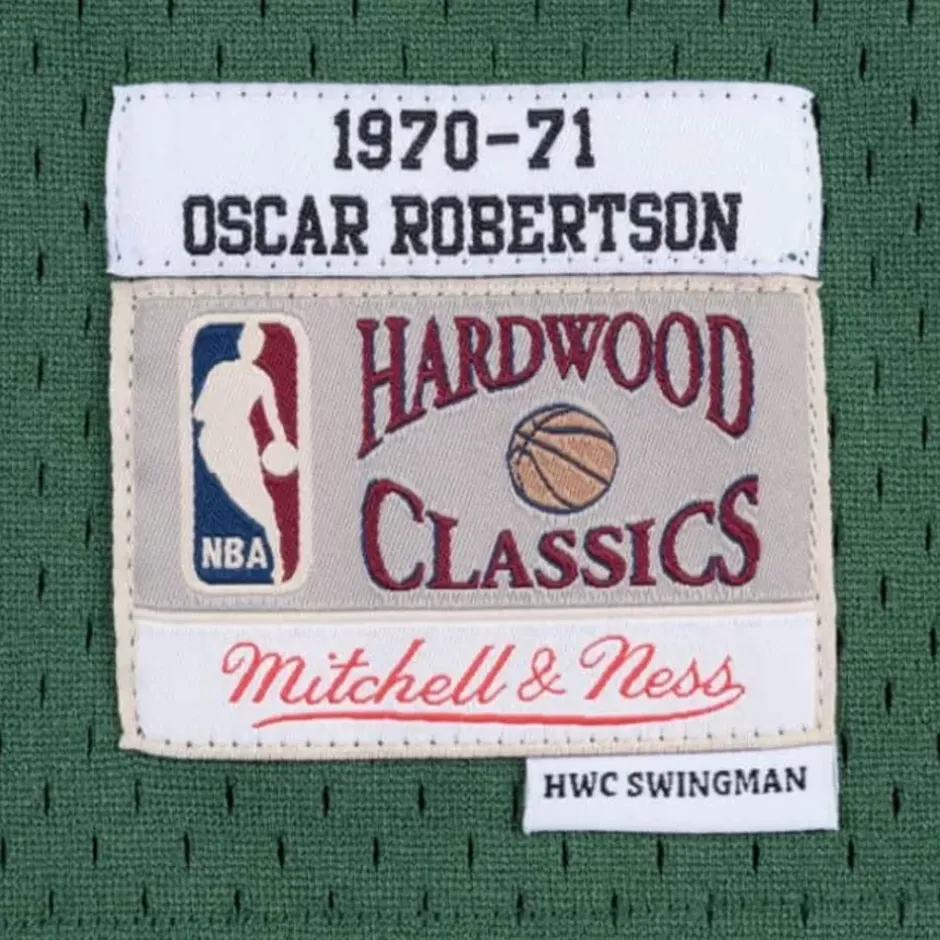 1970-71
OSCAR ROBERTSON
HARDWOOD
CLASSICS
NBA
Mitchell & Ness
HWC SWINGMAN